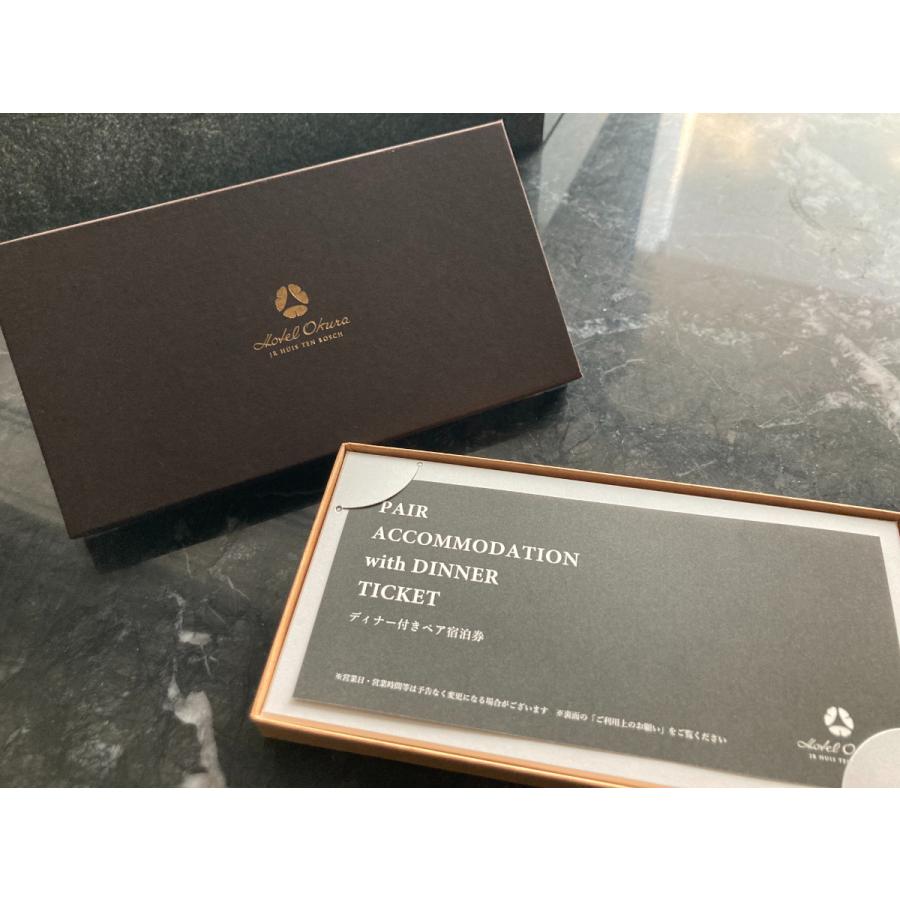 Hotel Okura
JR HUIS TEN BOSCH
PAIR
ACCOMMODATION
with DINNER
TICKET
ディナー付きペア宿泊券
※営業日・営業時間等は予告なく変更になる場合がございます ※裏面の「ご利用上のお願い」をご覧ください
Hotel
JR HUIS TEN